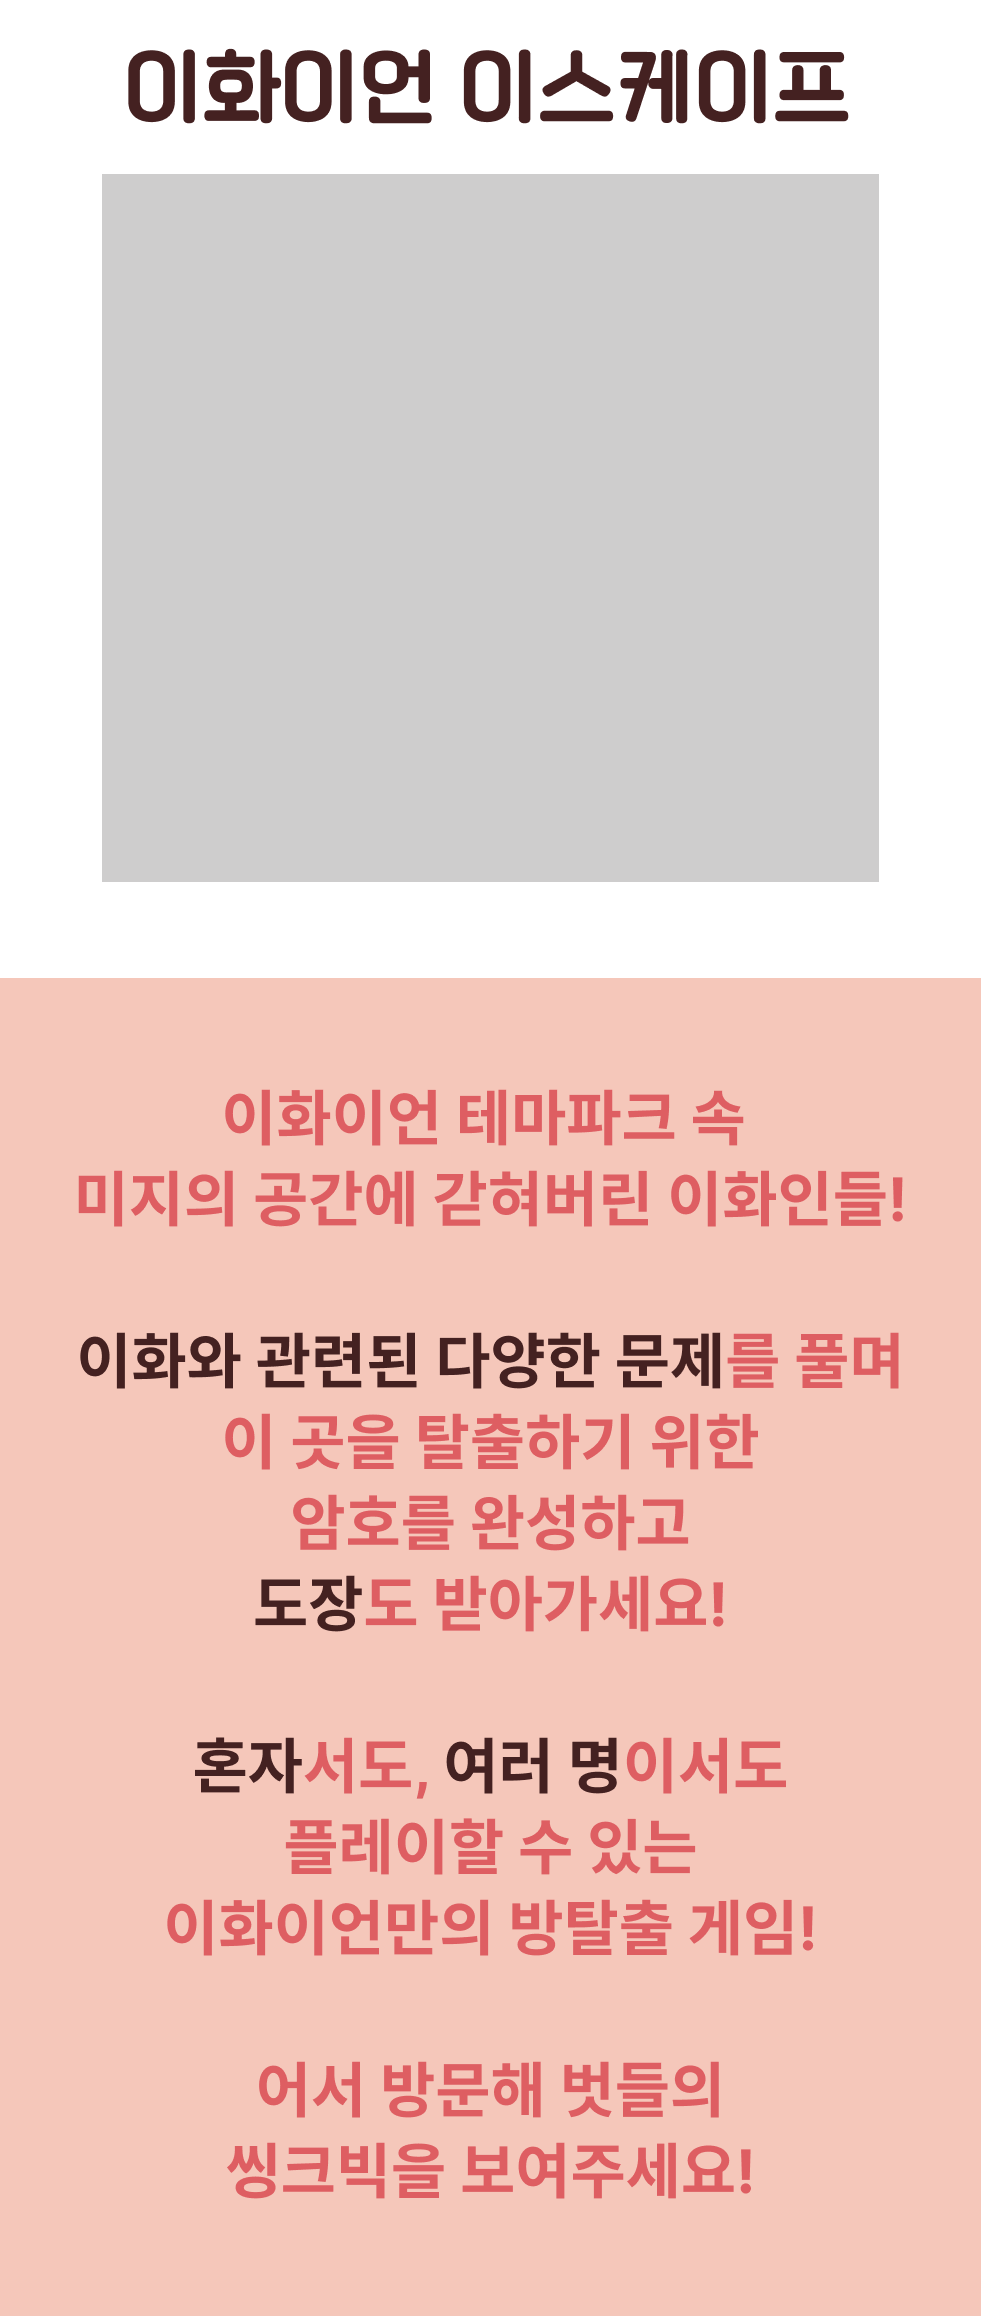 이화이언 이스케이프
이화이언 테마파크 속
미지의 공간에 갇혀버린 이화인들!
이화와 관련된 다양한 문제를 풀며
이 곳을 탈출하기 위한
암호를 완성하고
도장도 받아가세요!
혼자서도, 여러 명이서도
플레이할 수 있는
이화이언만의 방탈출 게임!
어서 방문해 벗들의
씽크빅을 보여주세요!